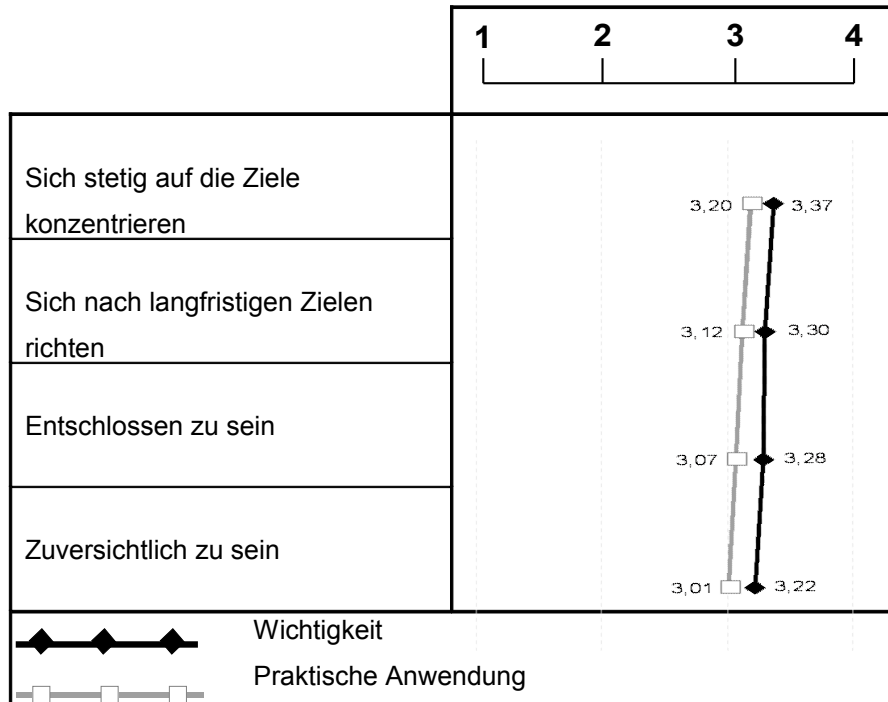 1 2 3 4
Sich stetig auf die Ziele
konzentrieren
3,20 3,37
Sich nach langfristigen Zielen
richten
3,12 3,30
Entschlossen zu sein
3,07 3,28
Zuversichtlich zu sein
3,01 3,22
Wichtigkeit
Praktische Anwendung